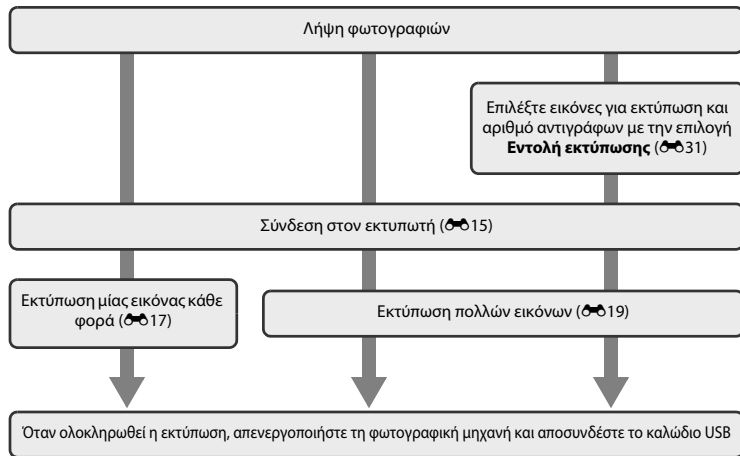 Λήψη φωτογραφιών
Επιλέξτε εικόνες για εκτύπωση και
αριθμό αντιγράφων με την επιλογή
Εντολή εκτύπωσης (31)
Σύνδεση στον εκτυπωτή (15)
Εκτύπωση μίας εικόνας κάθε
φορά (17)
Εκτύπωση πολλών εικόνων (19)
Όταν ολοκληρωθεί η εκτύπωση, απενεργοποιήστε τη φωτογραφική μηχανή και αποσυνδέστε το καλώδιο USB